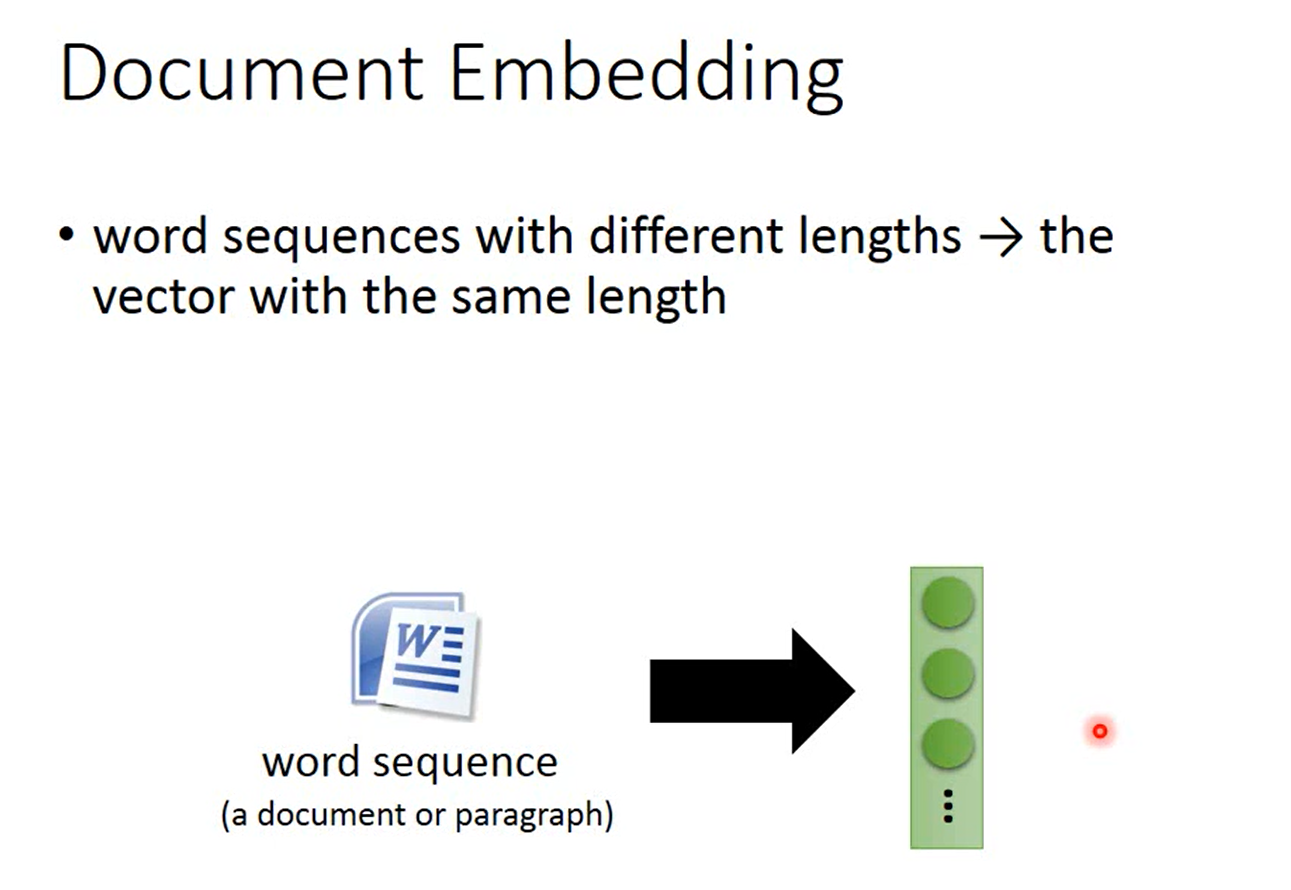 Document Embedding
• word sequences with different lengths → the
vector with the same length
W
word sequence
(a document or paragraph)
⋮